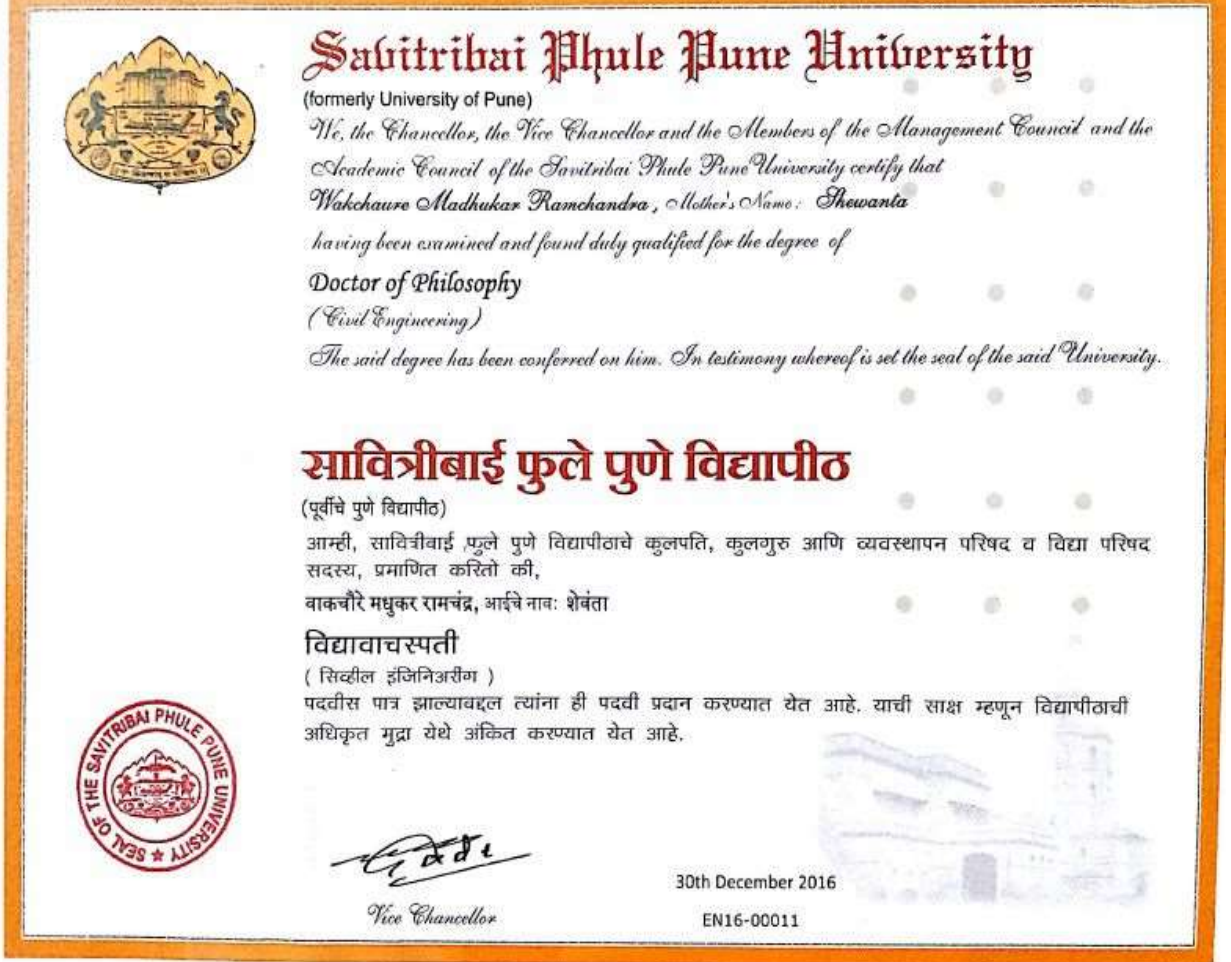 Savitribai Phule Pune University
(formerly University of Pune)
We, the Chancellor, the Vice Chancellor and the Members of the Management Council and the
Academic Council of the Savitribai Phule Pune University certify that
Wakchaure Madhukar Ramchandra, Mother's Name: Shewanta
having been examined and found duly qualified for the degree of
Doctor of Philosophy
(Civil Engineering)
The said degree has been conferred on him. In testimony whereof is set the seal of the said University.
सावित्रीबाई फुले पुणे विद्यापीठ
(पूर्वीचे पुणे विद्यापीठ)
आम्ही, सावित्रीबाई फुले पुणे विद्यापीठाचे कुलपति, कुलगुरु आणि व्यवस्थापन परिषद व विद्या परिषद
सदस्य, प्रमाणित करितो की,
वाकचौरे मधुकर रामचंद्र, आईचे नावः शेवंता
विद्यावाचस्पती
( सिव्हील इंजिनिअरींग )
पदवीस पात्र झाल्याबद्दल त्यांना ही पदवी प्रदान करण्यात येत आहे. याची साक्ष म्हणून विद्यापीठाची
अधिकृत मुद्रा येथे अंकित करण्यात येत आहे.
SEAL OF THE SAVITRIBAI PHULE PUNE UNIVERSITY
Vice Chancellor
30th December 2016
EN16-00011